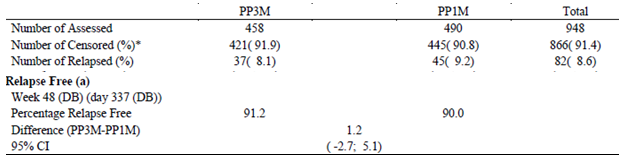 PP3M PP1M Total
Number of Assessed 458 490 948
Number of Censored (%)* 421( 91.9) 445( 90.8) 866( 91.4)
Number of Relapsed (%) 37( 8.1) 45( 9.2) 82( 8.6)
Relapse Free (a)
Week 48 (DB) (day 337 (DB))
Percentage Relapse Free 91.2 90.0
Difference (PP3M-PP1M) 1.2
95% CI ( -2.7; 5.1)